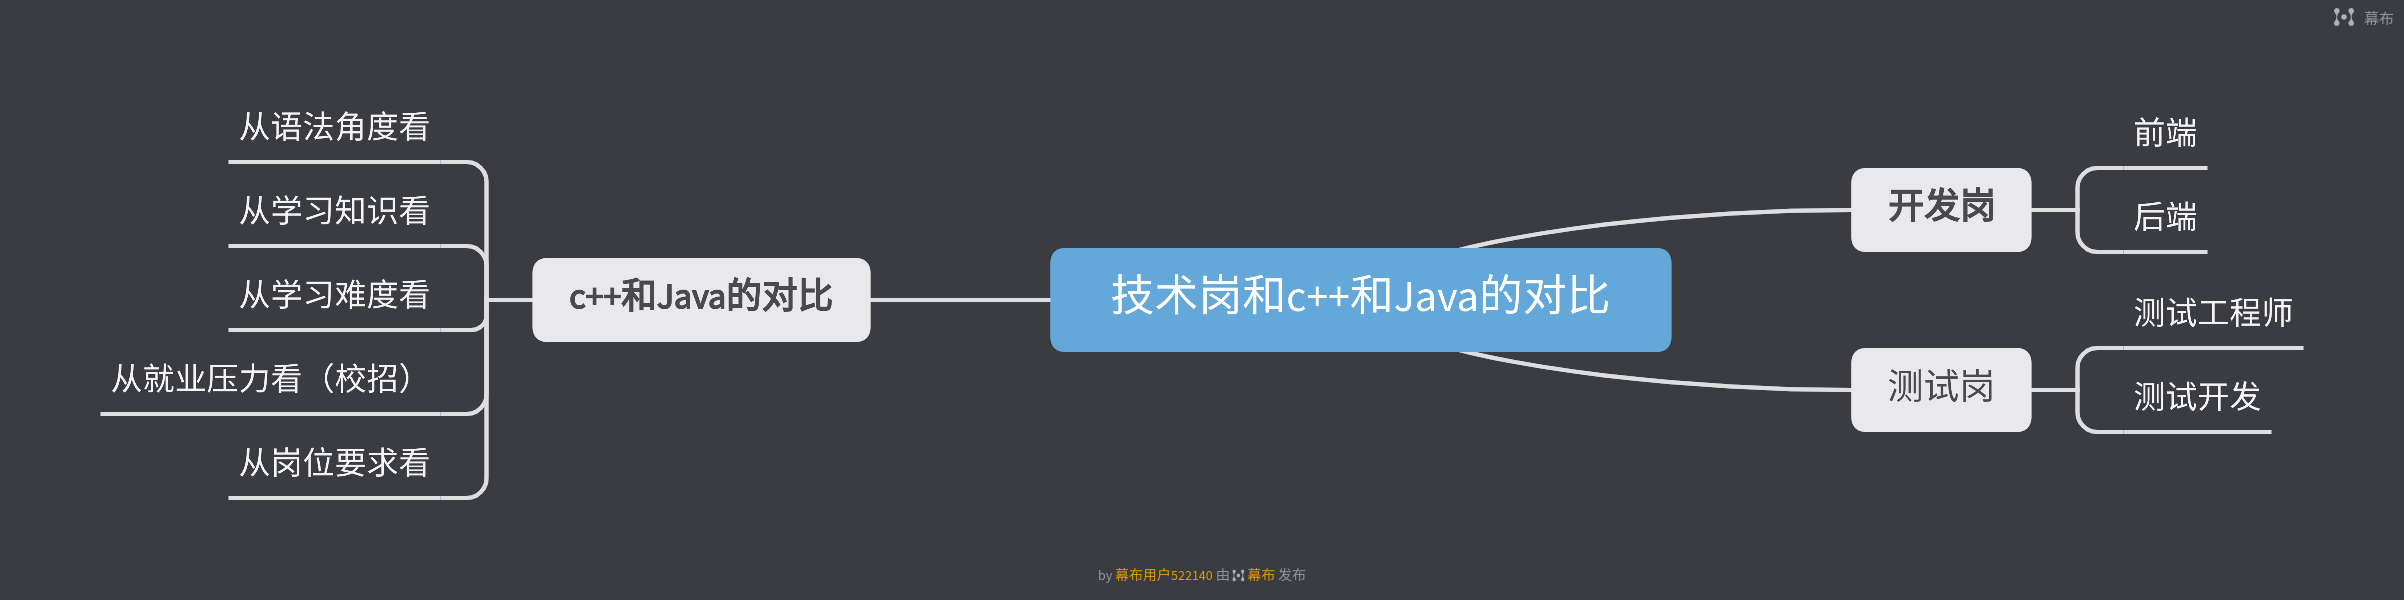 幕布
从语法角度看
从学习知识看
从学习难度看
从就业压力看（校招）
从岗位要求看
c++和Java的对比
技术岗和c++和Java的对比
开发岗
前端
后端
测试岗
测试工程师
测试开发
by 幕布用户522140 由 幕布 发布